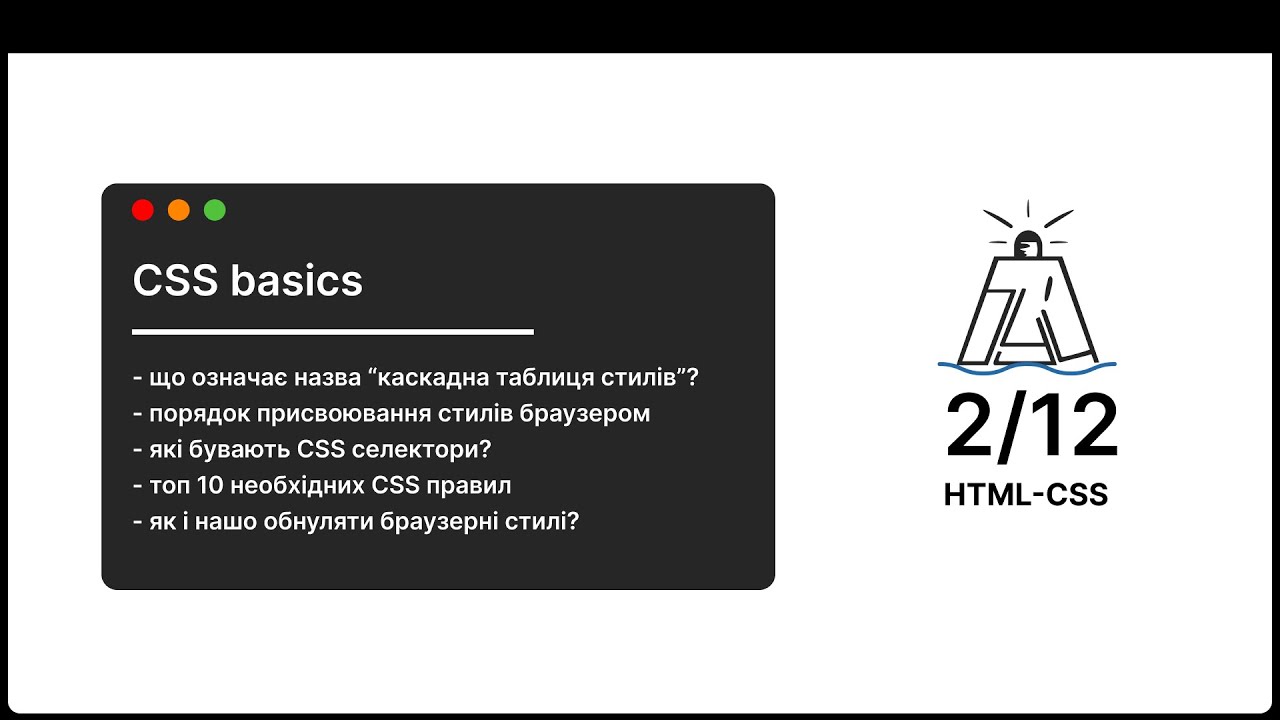 CSS basics
- що означає назва “каскадна таблиця стилів”?
- порядок присвоювання стилів браузером
- які бувають CSS селектори?
- топ 10 необхідних CSS правил
- як і нашо обнуляти браузерні стилі?
2/12
HTML-CSS